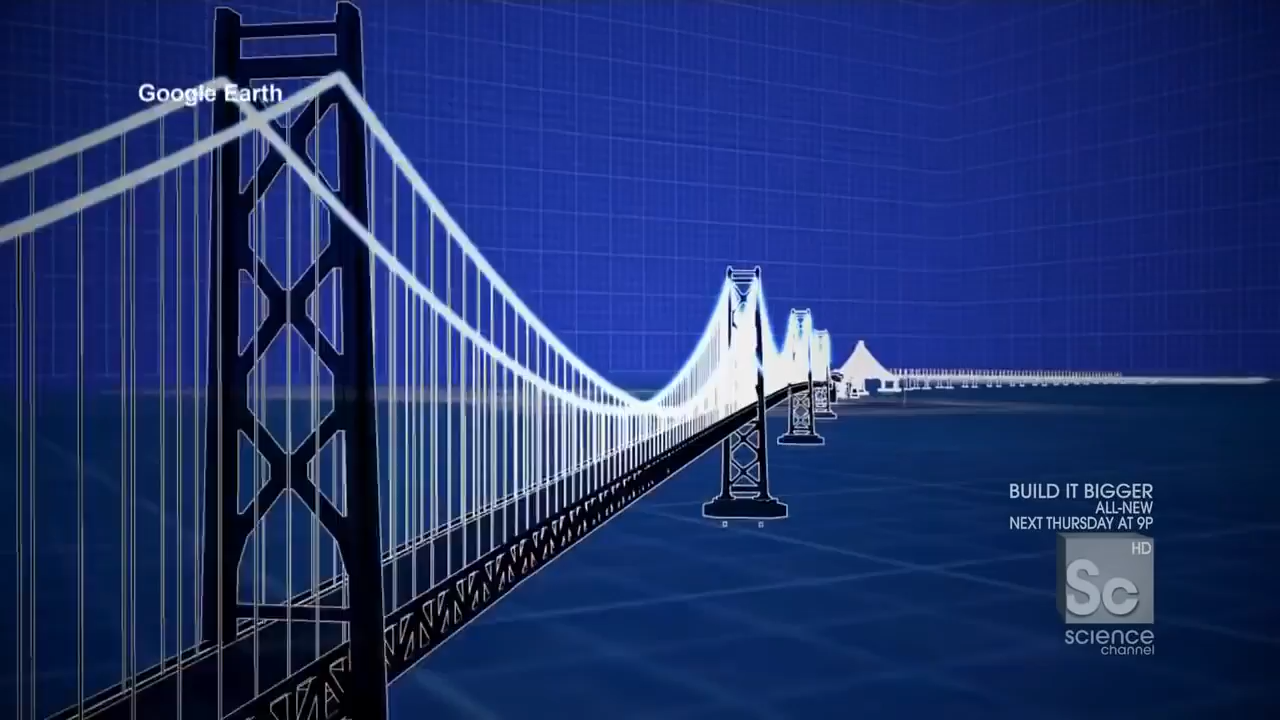 Google Earth
BUILD IT BIGGER
ALL-NEW
NEXT THURSDAY AT 9P
HD
Sc
science
channel